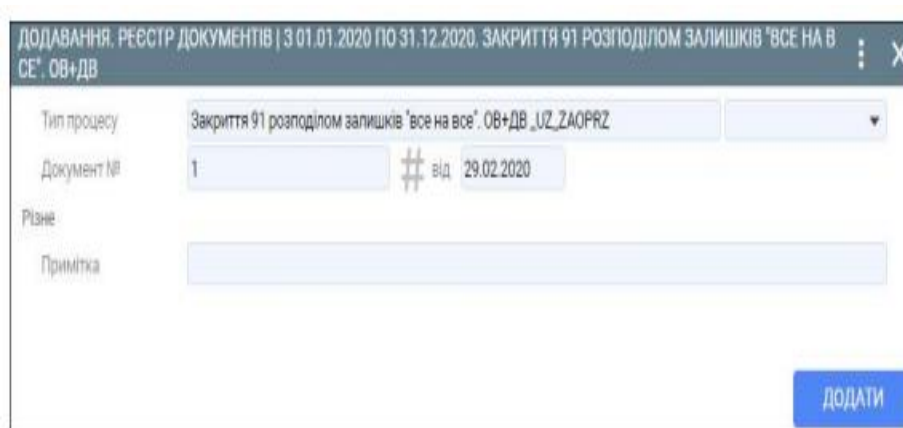 ДОДАВАННЯ. РЕЄСТР ДОКУМЕНТІВ | З 01.01.2020 ПО 31.12.2020. ЗАКРИТТЯ 91 РОЗПОДІЛОМ ЗАЛИШКІВ "ВСЕ НА В
СЕ". ОВ+ДВ
Тип процесу Закриття 91 розподілом залишків "все на все". ОВ+ДВ _UZ_ZAOPRZ
Документ № 1 # від 29.02.2020
Різне
Примітка
ДОДАТИ